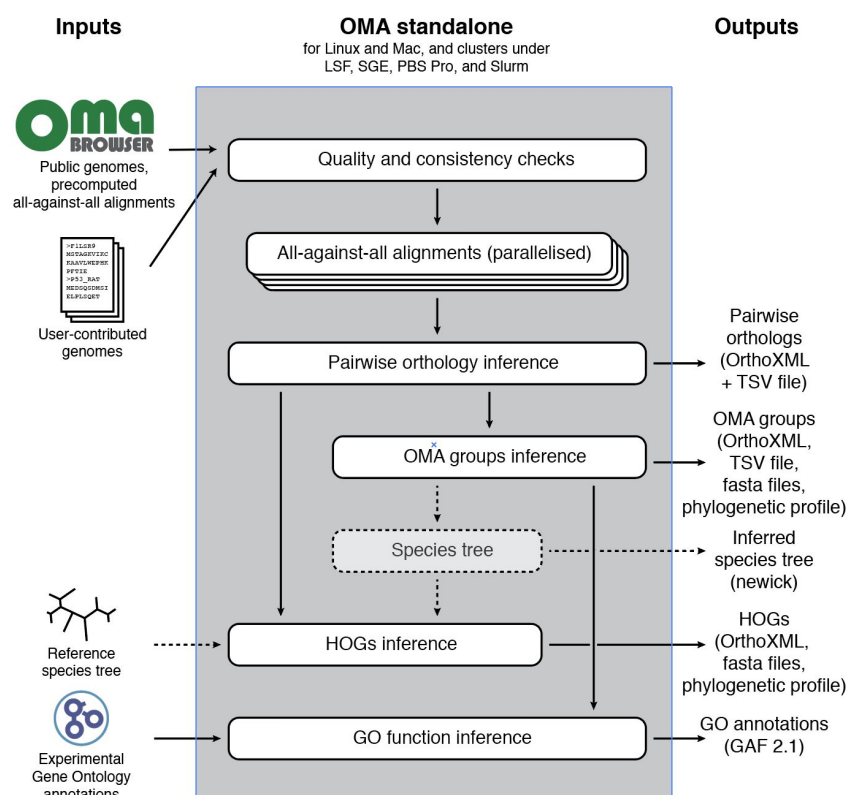 Inputs
OMA standalone
Outputs
for Linux and Mac, and clusters under
LSF, SGE, PBS Pro, and Slurm
oma
BROWSER
Public genomes,
precomputed
all-against-all alignments
Quality and consistency checks
All-against-all alignments (parallelised)
>F1LSR9
MSTAGKVIKC
KAAVLWEPHK
PFTIE
>P53_RAT
MEDSQSDMSI
ELPLSQET
User-contributed
genomes
Pairwise orthology inference
Pairwise
orthologs
(OrthoXML
+ TSV file)
OMA groups inference
OMA groups
(OrthoXML,
TSV file,
fasta files,
phylogenetic profile)
Species tree
Inferred
species tree
(newick)
Reference
species tree
HOGs inference
HOGs
(OrthoXML,
fasta files,
phylogenetic profile)
Experimental
Gene Ontology
annotations
GO function inference
GO annotations
(GAF 2.1)